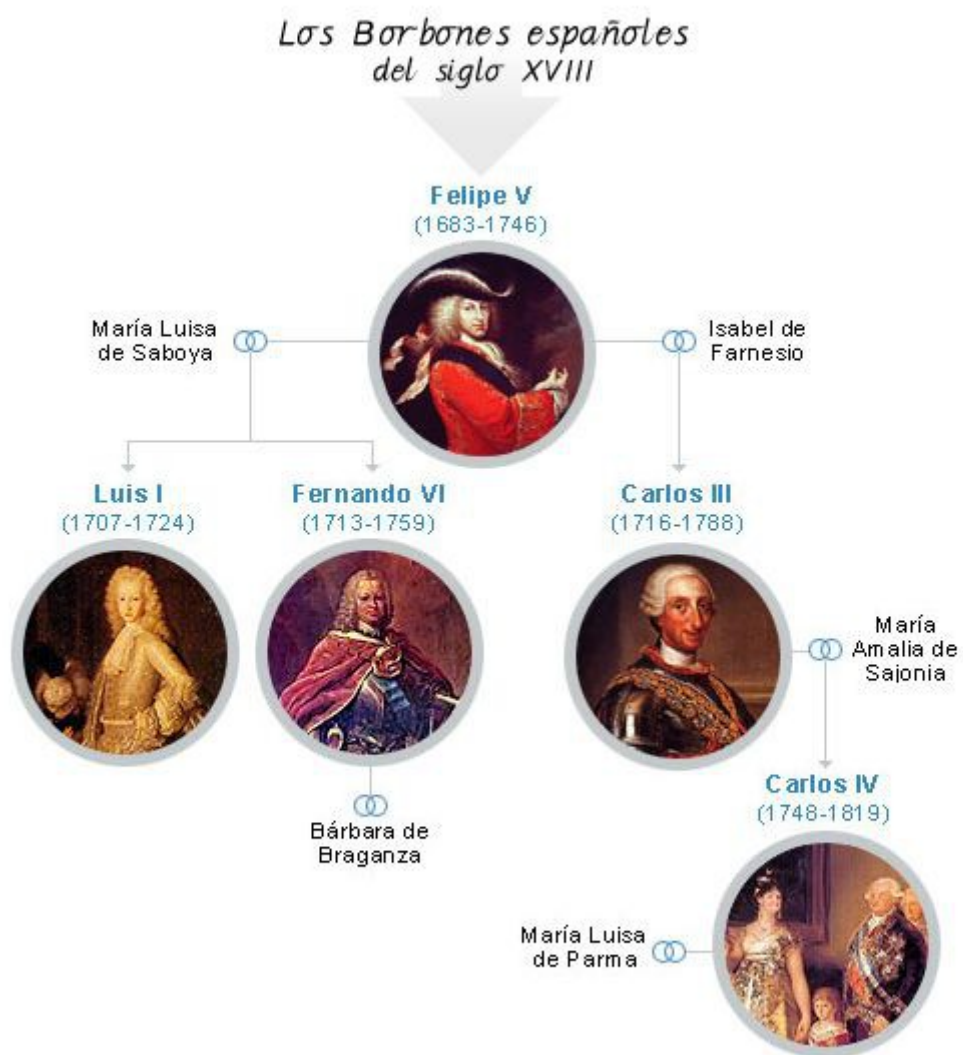 Los Borbones españoles
del siglo XVIII
Felipe V
(1683-1746)
María Luisa
de Saboya
Isabel de
Farnesio
Luis I
(1707-1724)
Fernando VI
(1713-1759)
Carlos III
(1716-1788)
María
Amalia de
Sajonia
Bárbara de
Braganza
Carlos IV
(1748-1819)
María Luisa
de Parma